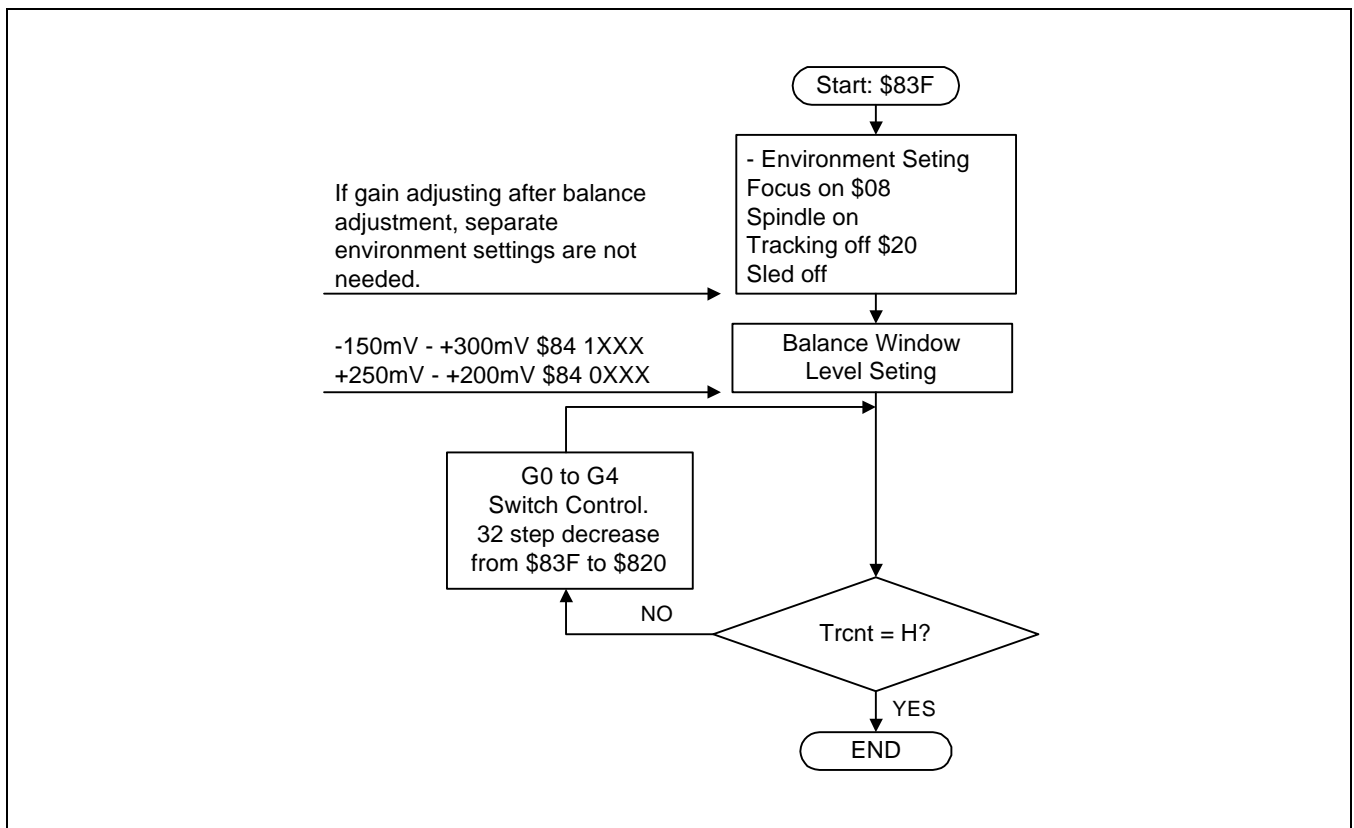 Start: $83F
- Environment Seting
Focus on $08
Spindle on
Tracking off $20
Sled off
If gain adjusting after balance
adjustment, separate
environment settings are not
needed.
-150mV - +300mV $84 1XXX
+250mV - +200mV $84 0XXX
Balance Window
Level Seting
G0 to G4
Switch Control.
32 step decrease
from $83F to $820
NO
Trcnt = H?
YES
END